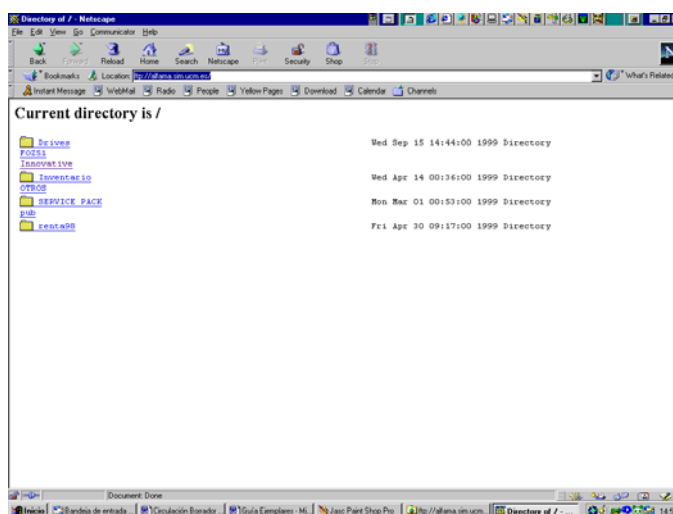 Directory of / - Netscape
File Edit View Go Communicator Help
Back Forward Reload Home Search Netscape Print Security Shop Stop
Bookmarks Location: ftp://alfama.sim.ucm.es/ What's Related
Instant Message WebMail Radio People Yellow Pages Download Calendar Channels
Current directory is /
Drives Wed Sep 15 14:44:00 1999 Directory
FOZS1
Innovative
Inventario Wed Apr 14 00:36:00 1999 Directory
OTROS
SERVICE PACK Mon Mar 01 00:53:00 1999 Directory
pub
renta98 Fri Apr 30 09:17:00 1999 Directory
Document: Done
Inicio Bandeja de entrada ... Circulación Borrador ... Guía Ejemplares - Mi... Jasc Paint Shop Pro ftp://alfama.sim.ucm... Directory of / - ...